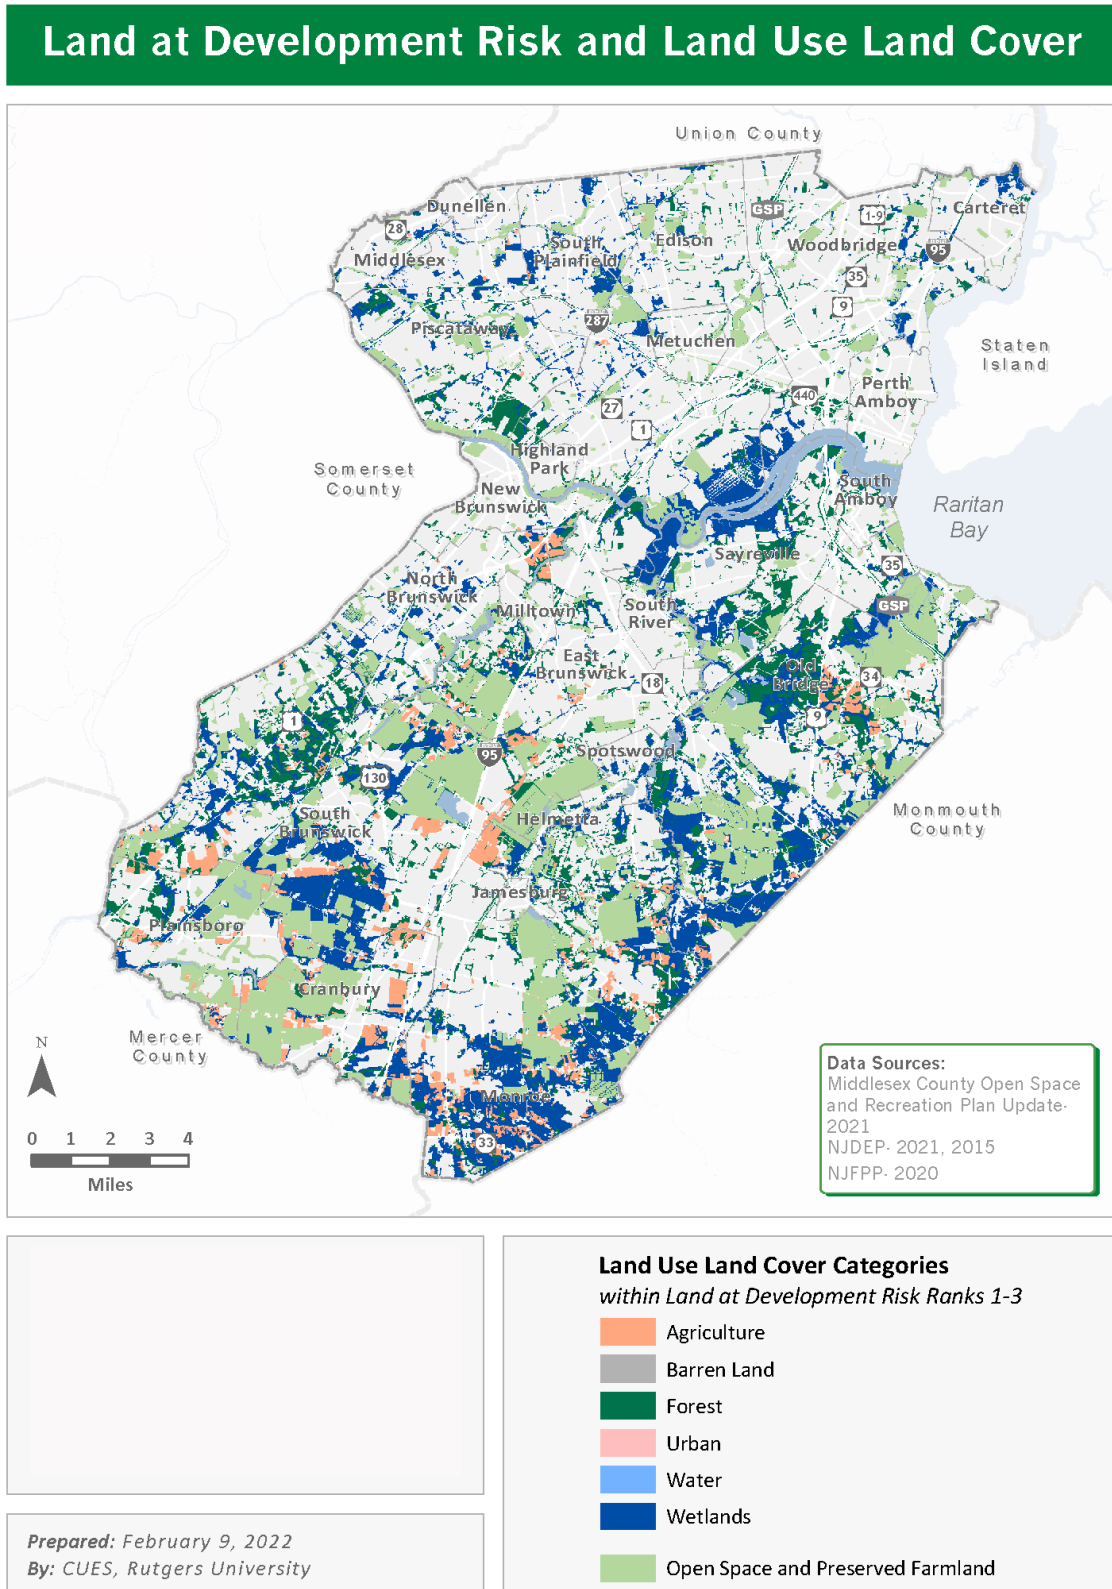 Land at Development Risk and Land Use Land Cover
Union County
Dunellen
Carteret
GSP
1-9
28
South
Plainfield
Edison
Woodbridge
95
Middlesex
35
9
Piscataway
287
Metuchen
Staten
Island
Perth
Amboy
440
27
1
Highland
Park
Somerset
County
New
Brunswick
South
Amboy
Raritan
Bay
Sayreville
35
North
Brunswick
Milltown
South
River
GSP
East
Brunswick
Old
Bridge
34
18
9
1
95
Spotswood
130
South
Brunswick
Helmetta
Monmouth
County
Jamesburg
Plainsboro
Cranbury
Mercer
County
N
Monroe
33
0 1 2 3 4
Miles
Data Sources:
Middlesex County Open Space
and Recreation Plan Update-
2021
NJDEP- 2021, 2015
NJFPP- 2020
Land Use Land Cover Categories
within Land at Development Risk Ranks 1-3
Agriculture
Barren Land
Forest
Urban
Water
Wetlands
Open Space and Preserved Farmland
Prepared: February 9, 2022
By: CUES, Rutgers University